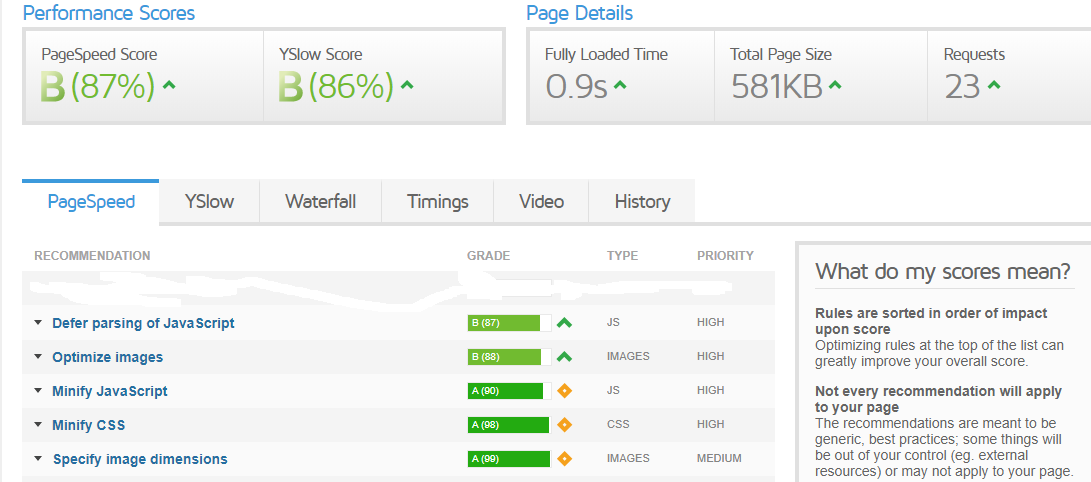 Performance Scores
Page Details
PageSpeed Score
YSlow Score
B (87%)
B (86%)
Fully Loaded Time
Total Page Size
Requests
0.9s
581KB
23
PageSpeed
YSlow
Waterfall
Timings
Video
History
RECOMMENDATION GRADE TYPE PRIORITY
Defer parsing of JavaScript B (87) JS HIGH
Optimize images B (88) IMAGES HIGH
Minify JavaScript A (90) JS HIGH
Minify CSS A (98) CSS HIGH
Specify image dimensions A (99) IMAGES MEDIUM
What do my scores mean?
Rules are sorted in order of impact
upon score
Optimizing rules at the top of the list can
greatly improve your overall score.
Not every recommendation will apply
to your page
The recommendations are meant to be
generic, best practices; some things will
be out of your control (eg. external
resources) or may not apply to your page.